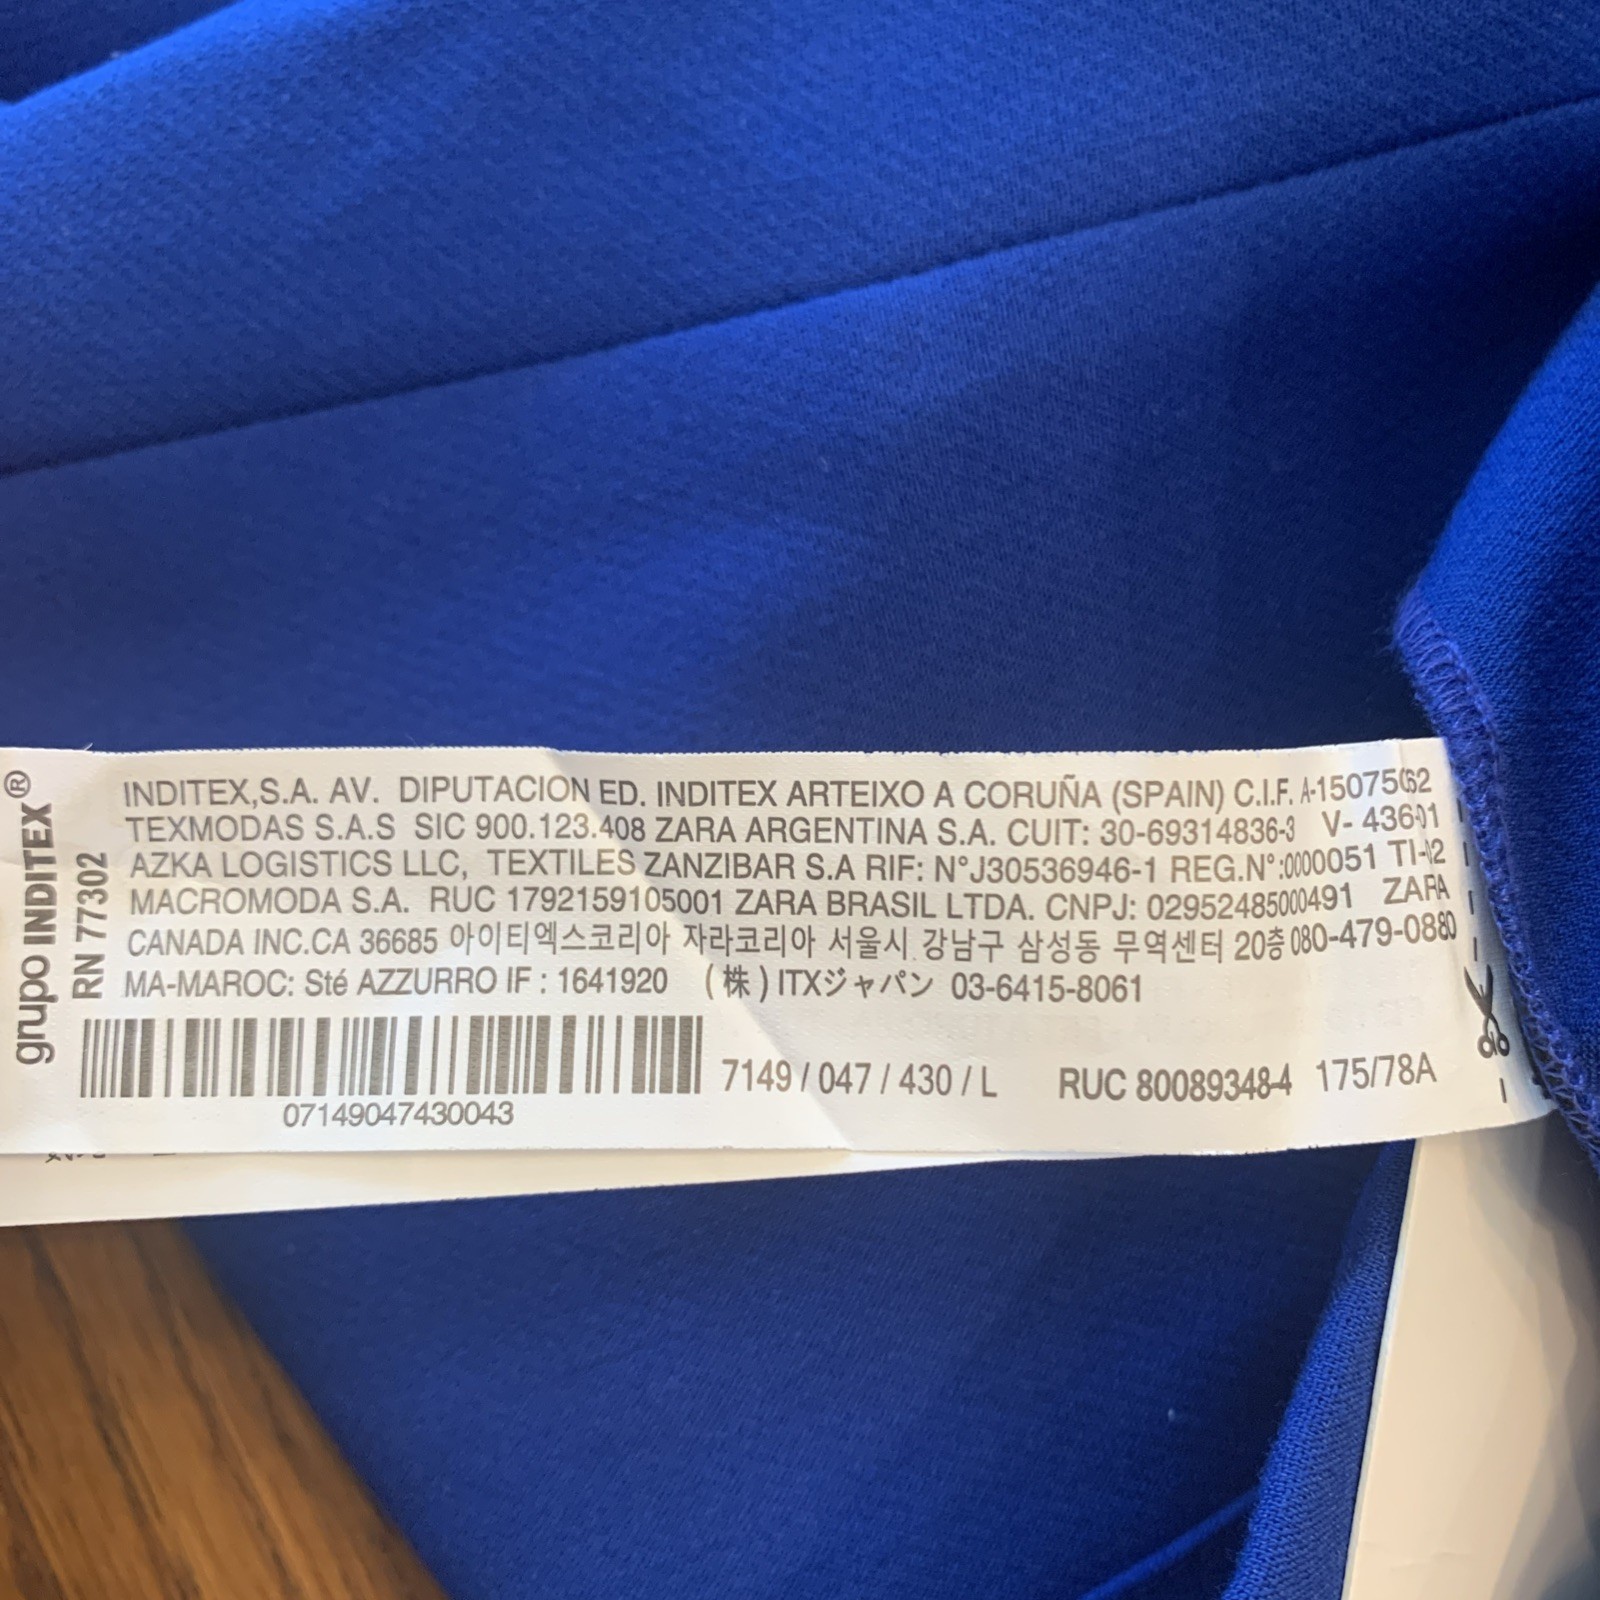 grupo INDITEX®
RN 77302
INDITEX,S.A. AV. DIPUTACION ED. INDITEX ARTEIXO A CORUÑA (SPAIN) C.I.F. A-15075062
TEXMODAS S.A.S SIC 900.123.408 ZARA ARGENTINA S.A. CUIT: 30-69314836-3 V- 436-01
AZKA LOGISTICS LLC, TEXTILES ZANZIBAR S.A RIF: N°J30536946-1 REG.N°:0000051 TI-02
MACROMODA S.A. RUC 1792159105001 ZARA BRASIL LTDA. CNPJ: 02952485000491 ZARA
CANADA INC.CA 36685 아이티엑스코리아 자라코리아 서울시 강남구 삼성동 무역센터 20층 080-479-0880
MA-MAROC: Sté AZZURRO IF : 1641920 (株) ITXジャパン 03-6415-8061
7149 / 047 / 430 / L RUC 80089348-4 175/78A
07149047430043